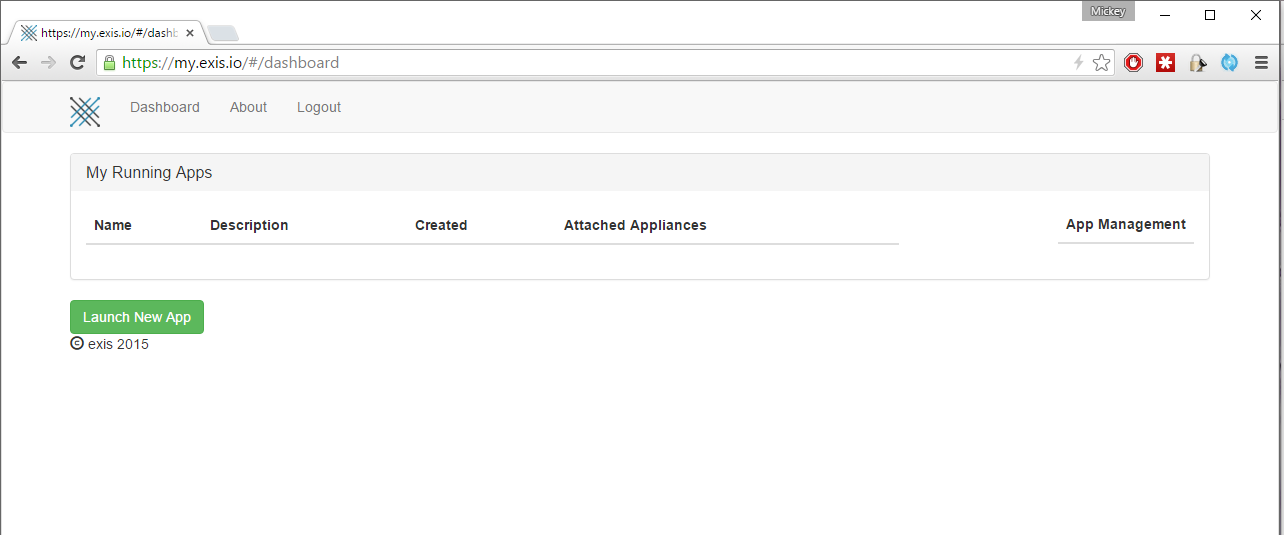 Mickey
https://my.exis.io/#/dashb
https://my.exis.io/#/dashboard
Dashboard About Logout
My Running Apps
Name Description Created Attached Appliances App Management
Launch New App
© exis 2015